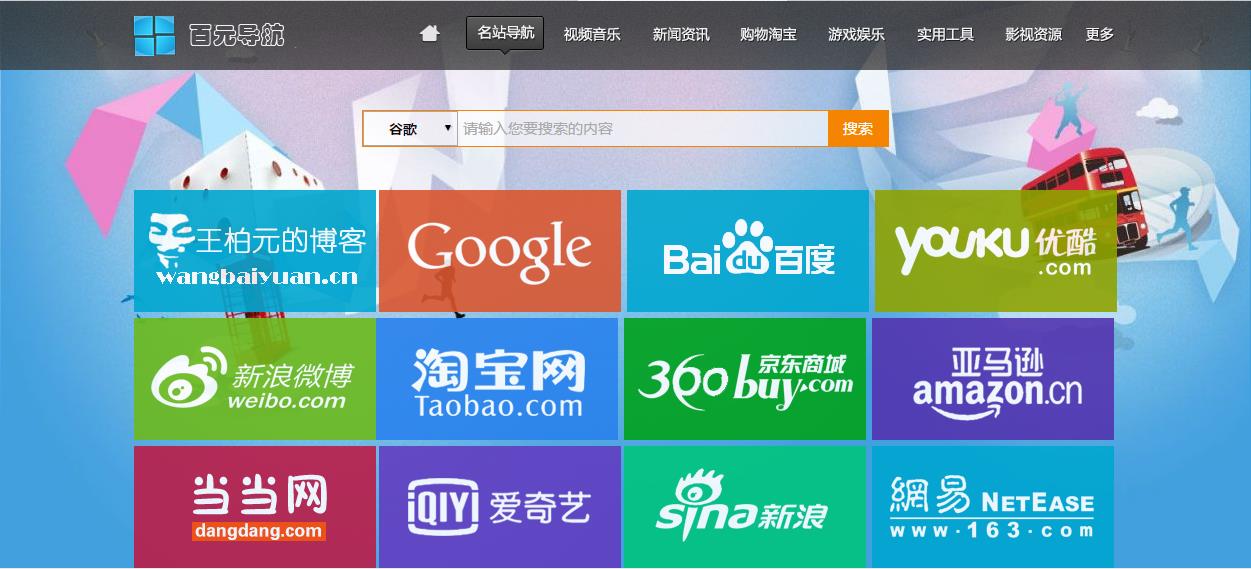 百元导航
名站导航 视频音乐 新闻资讯 购物淘宝 游戏娱乐 实用工具 影视资源 更多
谷歌 请输入您要搜索的内容 搜索
王柏元的博客
wangbaiyuan.cn
Google
Bai du 百度
YOUKU 优酷
.com
新浪微博
weibo.com
淘宝网
Taobao.com
京东商城
360buy.com
亚马逊
amazon.cn
当当网
dangdang.com
iQIYI 爱奇艺
sina 新浪
網易 NETEASE
www.163.com